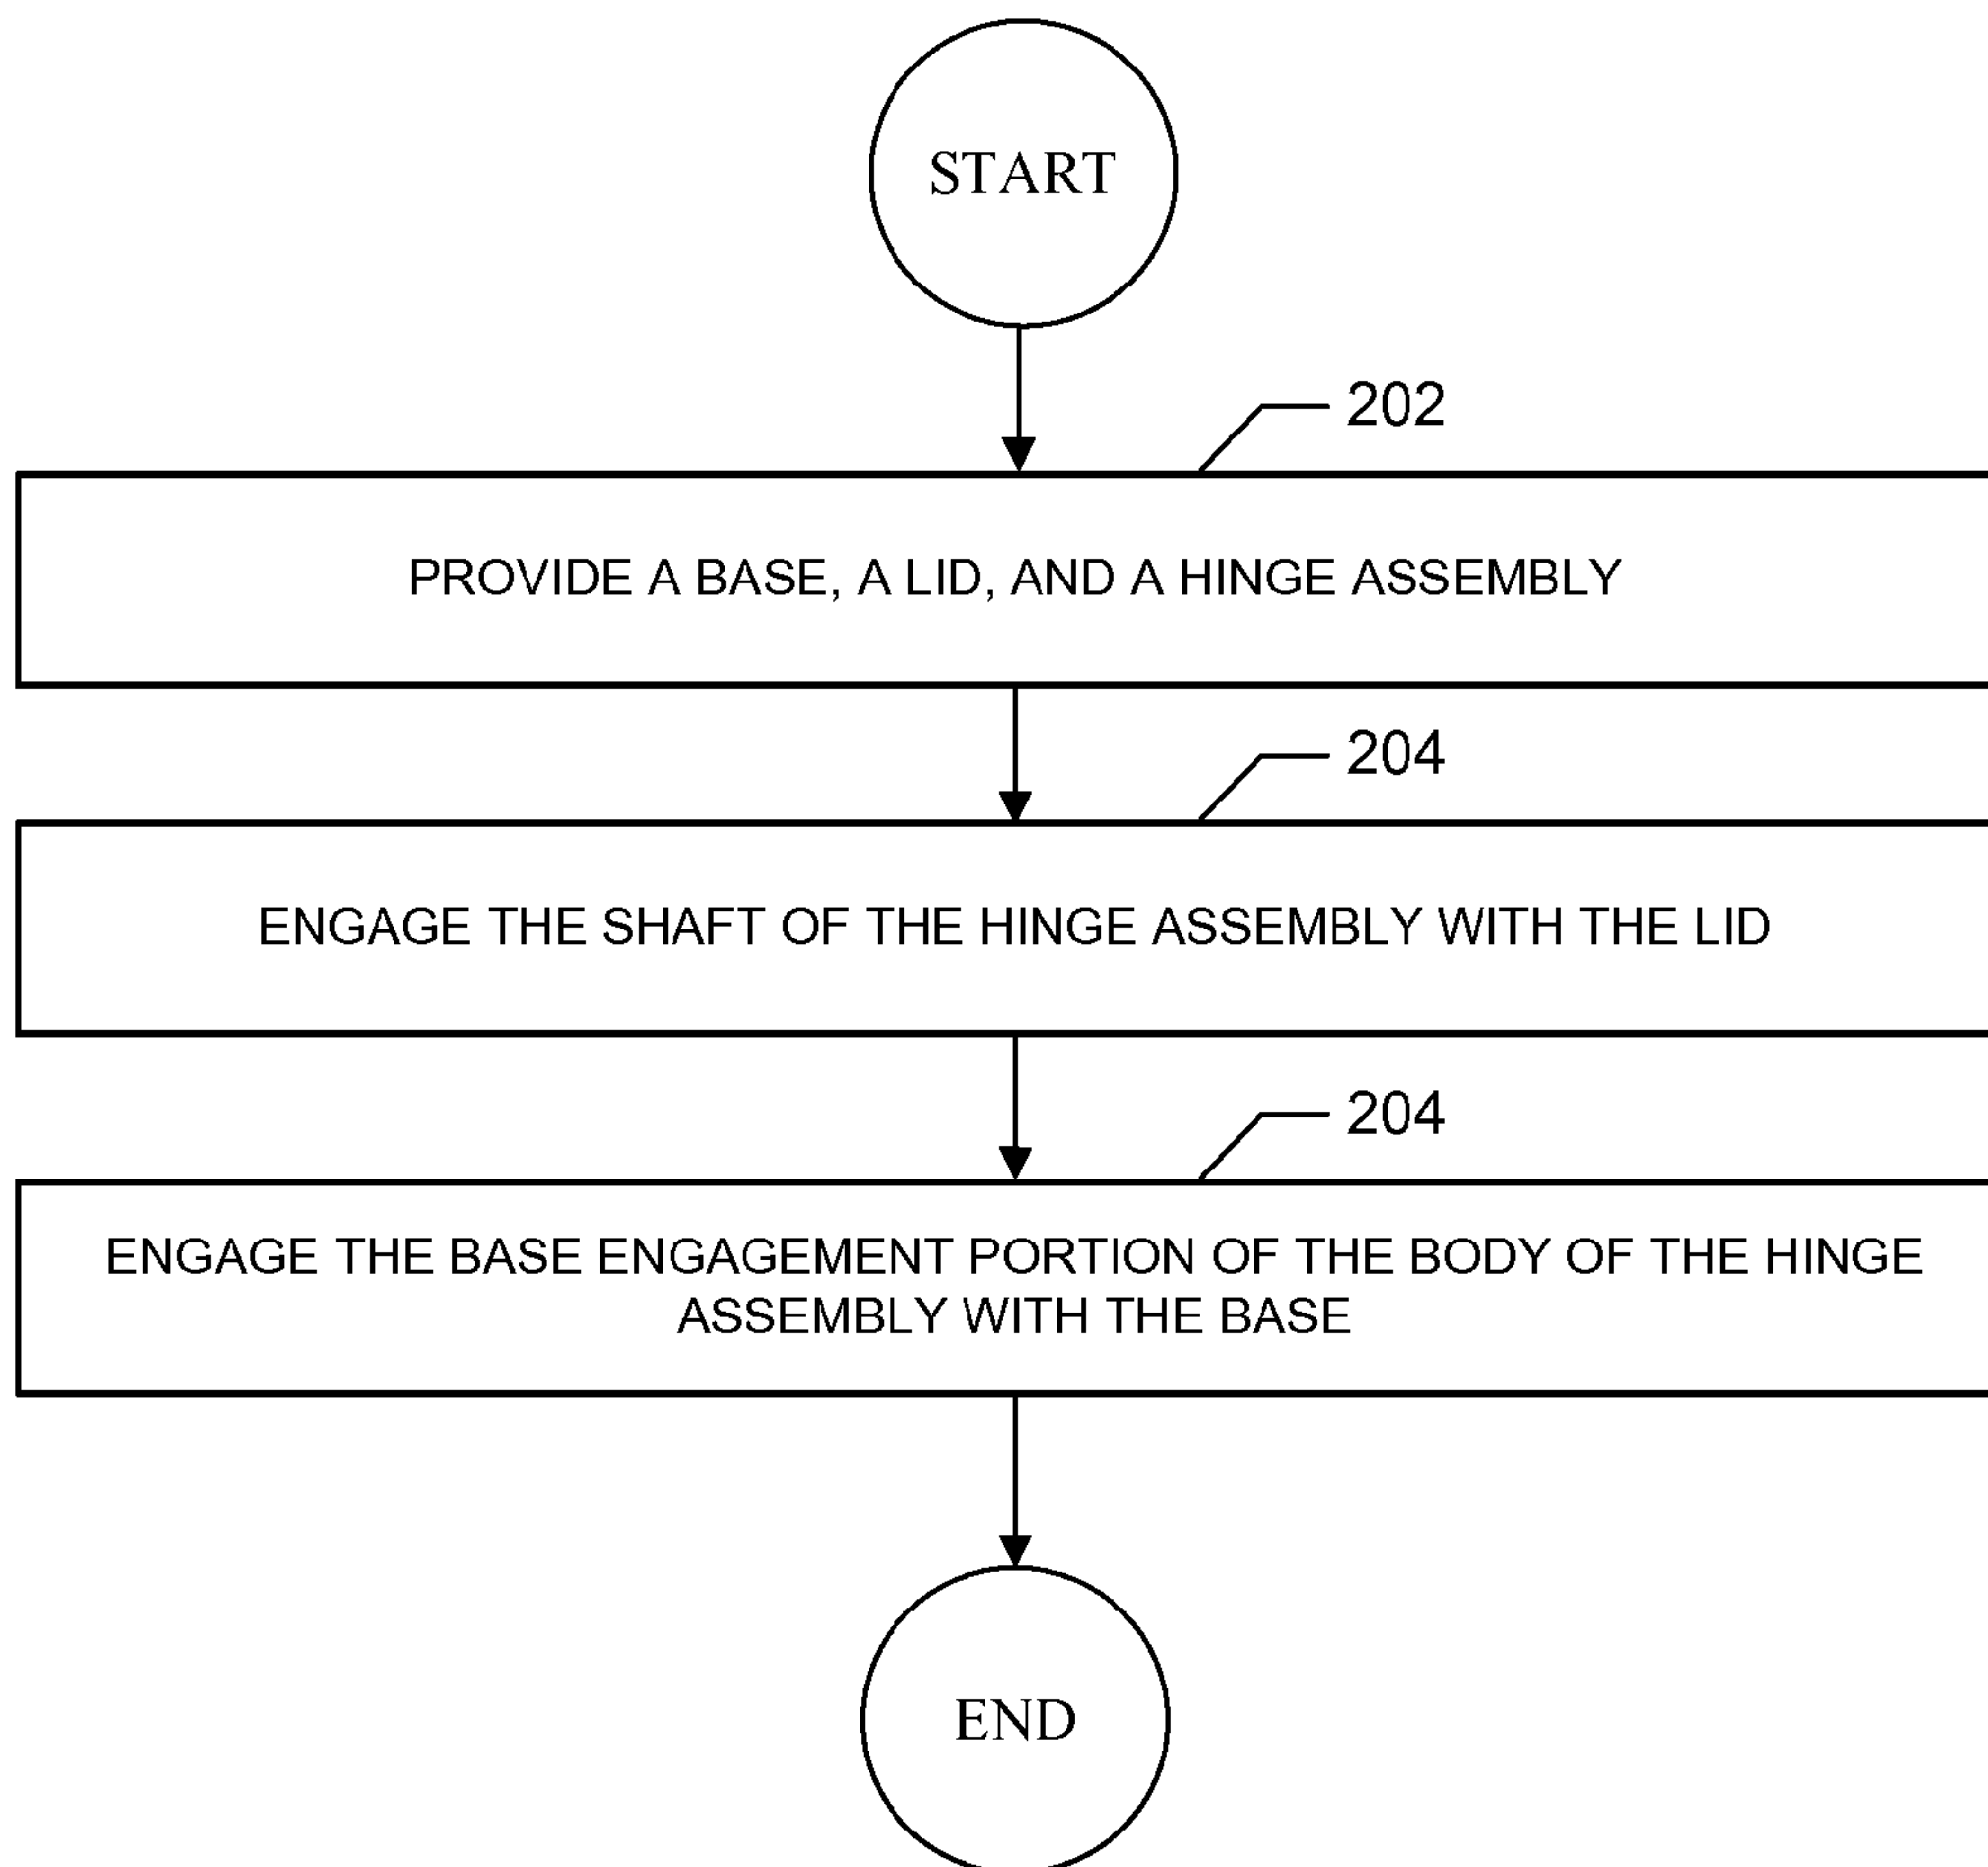 START
202
PROVIDE A BASE, A LID, AND A HINGE ASSEMBLY
204
ENGAGE THE SHAFT OF THE HINGE ASSEMBLY WITH THE LID
204
ENGAGE THE BASE ENGAGEMENT PORTION OF THE BODY OF THE HINGE
ASSEMBLY WITH THE BASE
END